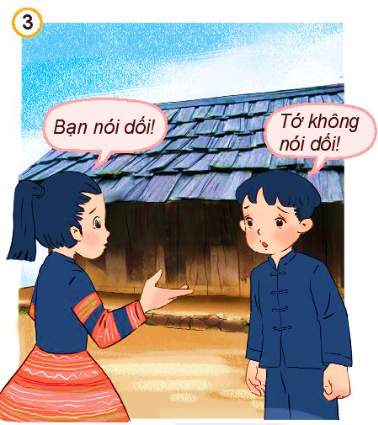 3
Bạn nói dối!
Tớ không
nói dối!